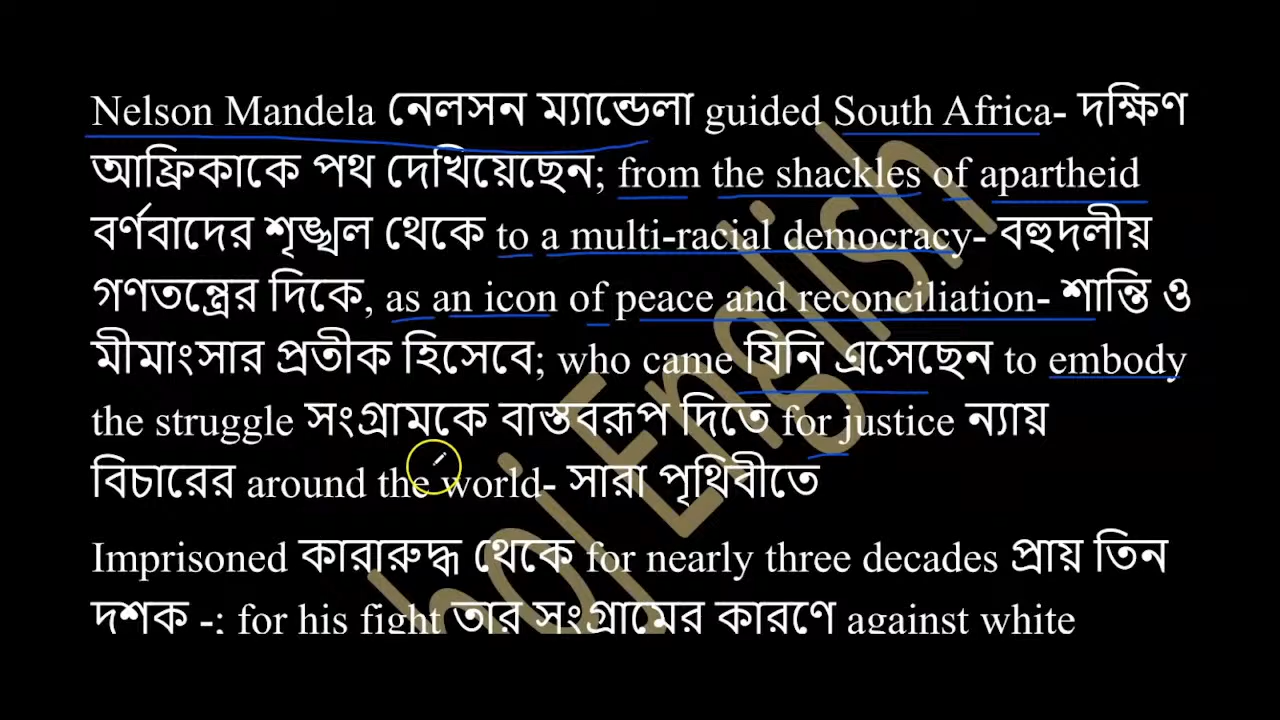 Nelson Mandela নেলসন ম্যান্ডেলা guided South Africa- দক্ষিণ
আফ্রিকাকে পথ দেখিয়েছেন; from the shackles of apartheid
বর্ণবাদের শৃঙ্খল থেকে to a multi-racial democracy- বহুদলীয়
গণতন্ত্রের দিকে, as an icon of peace and reconciliation- শান্তি ও
মীমাংসার প্রতীক হিসেবে; who came যিনি এসেছেন to embody
the struggle সংগ্রামকে বাস্তবরূপ দিতে for justice ন্যায়
বিচারের around the world- সারা পৃথিবীতে
Imprisoned কারারুদ্ধ থেকে for nearly three decades প্রায় তিন
দশক -; for his fight তার সংগ্রামের কারণে against white
English